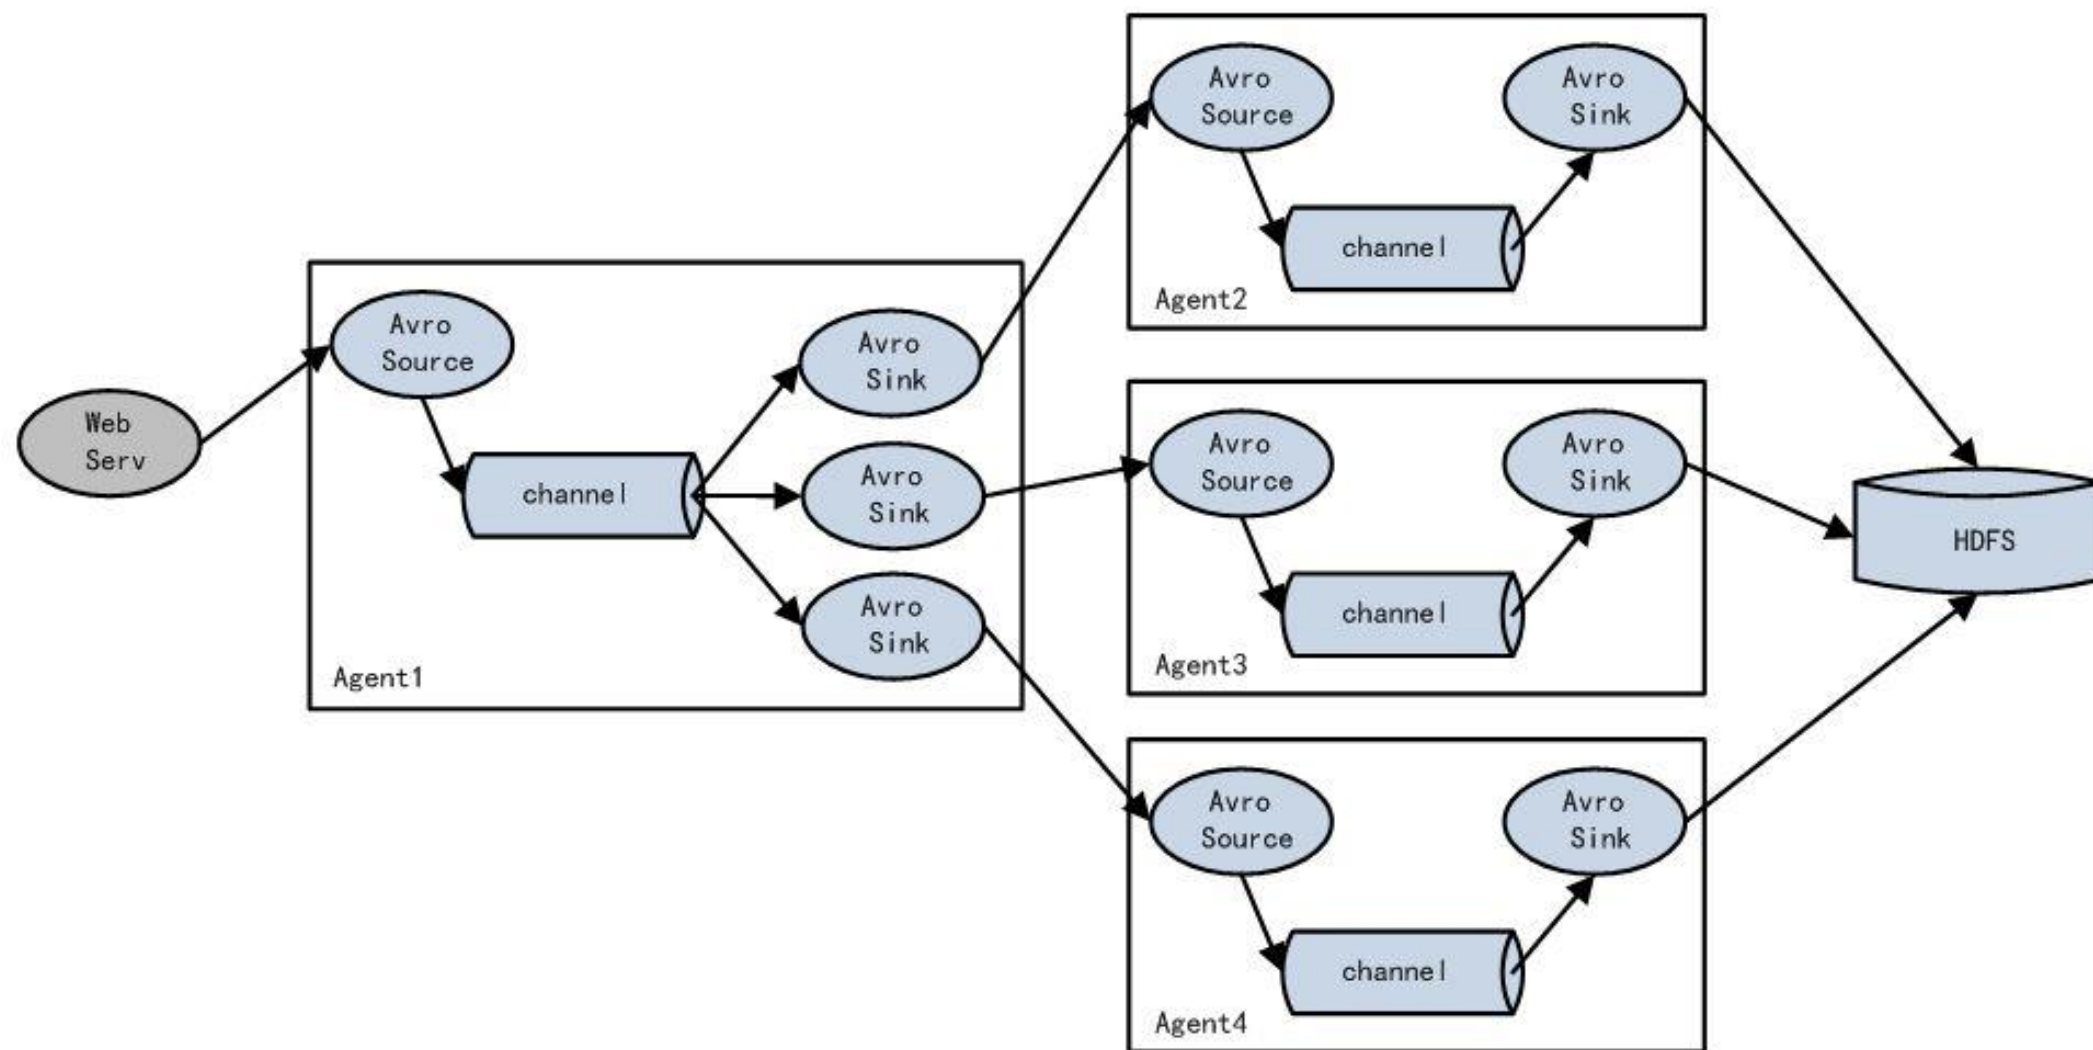 Web
Serv
Avro
Source
channel
Avro
Sink
Avro
Sink
Avro
Sink
Agent1
Avro
Source
Avro
Sink
channel
Agent2
Avro
Source
Avro
Sink
channel
Agent3
Avro
Source
Avro
Sink
channel
Agent4
HDFS